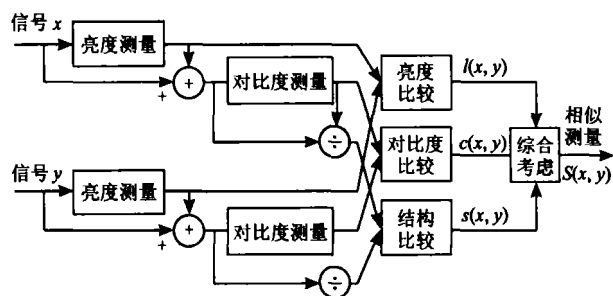 信号 x
亮度测量
+
+
对比度测量
÷
亮度
比较
l(x, y)
对比度
比较
c(x, y)
综合
考虑
相似
测量
S(x, y)
信号 y
亮度测量
+
+
对比度测量
÷
结构
比较
s(x, y)